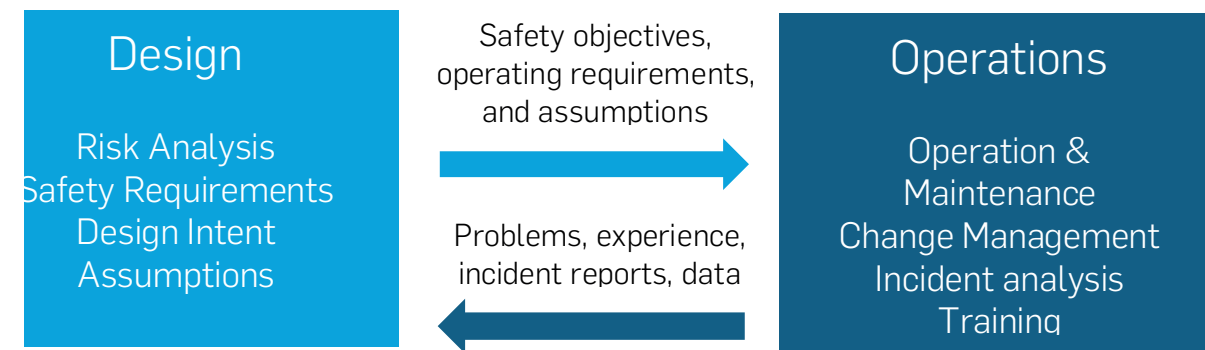 Design
Risk Analysis
Safety Requirements
Design Intent
Assumptions
Safety objectives,
operating requirements,
and assumptions
Problems, experience,
incident reports, data
Operations
Operation &
Maintenance
Change Management
Incident analysis
Training